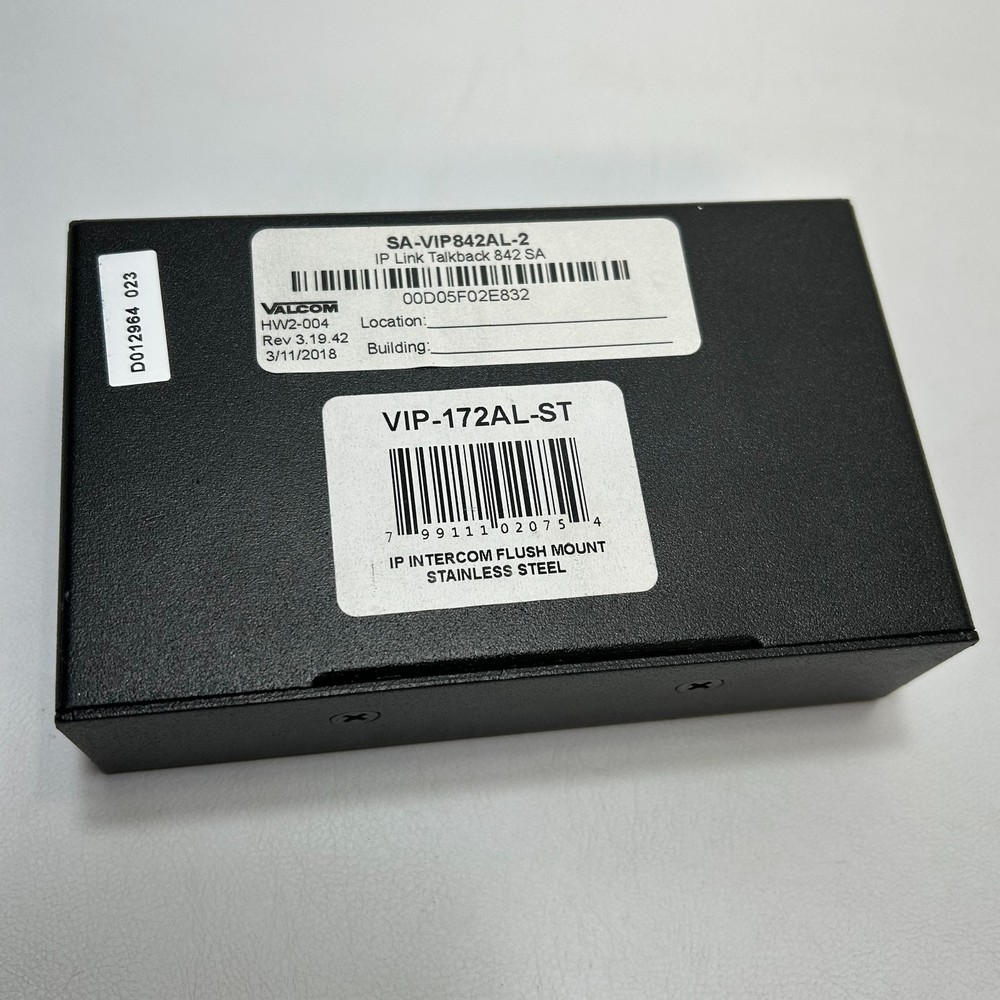 D012964 023
SA-VIP842AL-2
IP Link Talkback 842 SA
00D05F02E832
VALCOM
HW2-004
Rev 3.19.42
3/11/2018
Location:
Building:
VIP-172AL-ST
7 99111 02075 4
IP INTERCOM FLUSH MOUNT
STAINLESS STEEL